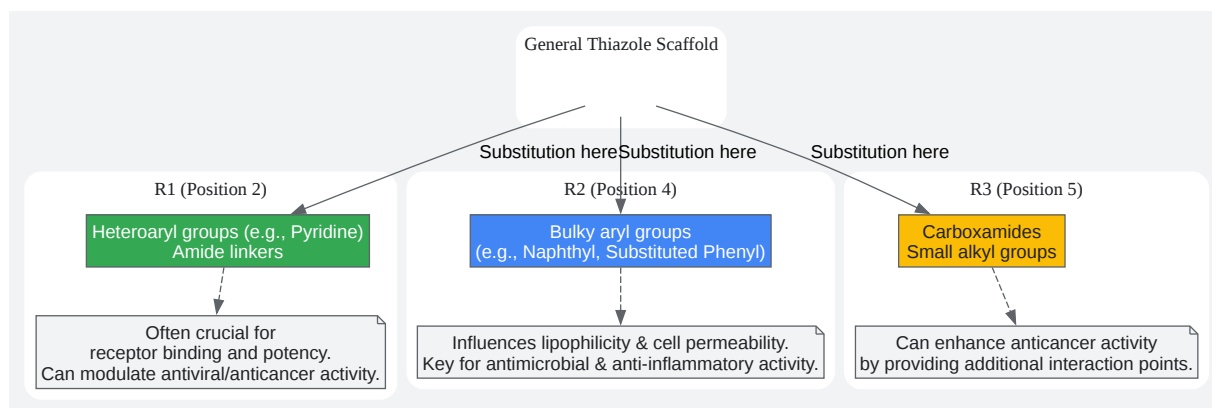 General Thiazole Scaffold
Substitution here
Substitution here
Substitution here
R1 (Position 2)
Heteroaryl groups (e.g., Pyridine)
Amide linkers
Often crucial for
receptor binding and potency.
Can modulate antiviral/anticancer activity.
R2 (Position 4)
Bulky aryl groups
(e.g., Naphthyl, Substituted Phenyl)
Influences lipophilicity & cell permeability.
Key for antimicrobial & anti-inflammatory activity.
R3 (Position 5)
Carboxamides
Small alkyl groups
Can enhance anticancer activity
by providing additional interaction points.